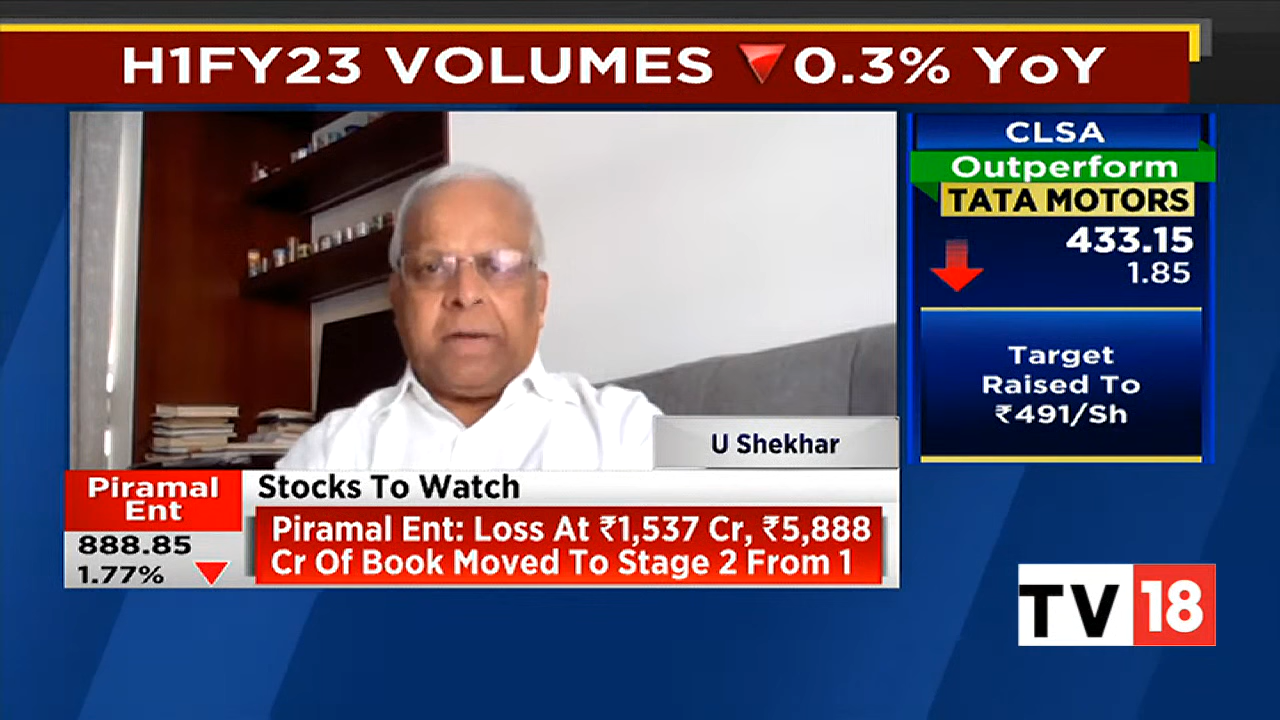 H1FY23 VOLUMES ▼0.3% YoY
CLSA
Outperform
TATA MOTORS
433.15
1.85
Target
Raised To
₹491/Sh
U Shekhar
Piramal
Ent
888.85
1.77%
Stocks To Watch
Piramal Ent: Loss At ₹1,537 Cr, ₹5,888
Cr Of Book Moved To Stage 2 From 1
TV18